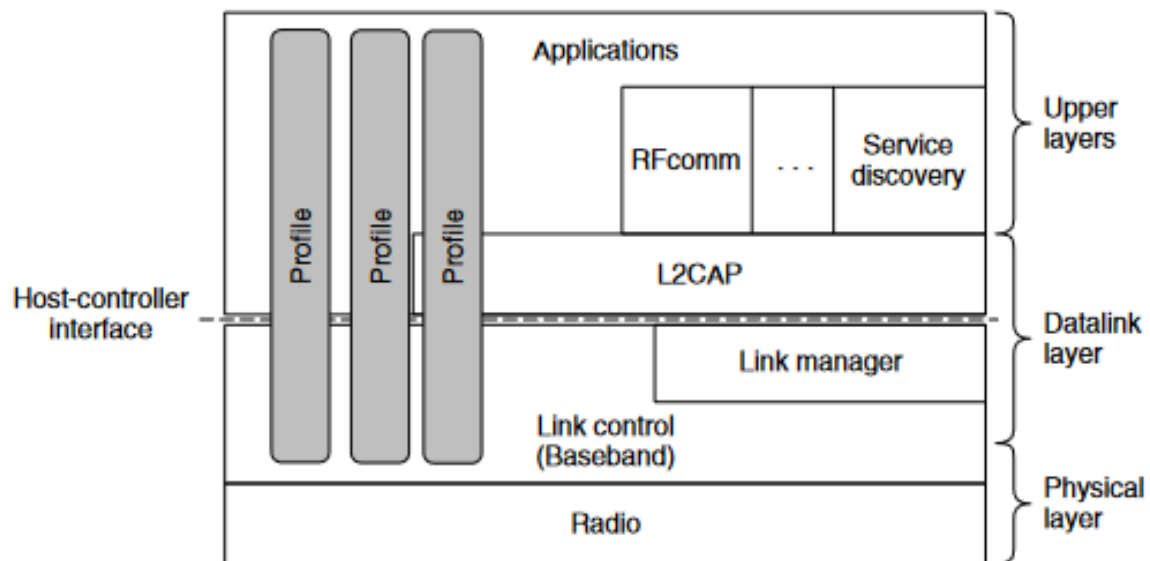 Applications
Upper
layers
RFcomm
. . .
Service
discovery
Profile
Profile
Profile
L2CAP
Host-controller
interface
Datalink
layer
Link manager
Link control
(Baseband)
Physical
layer
Radio